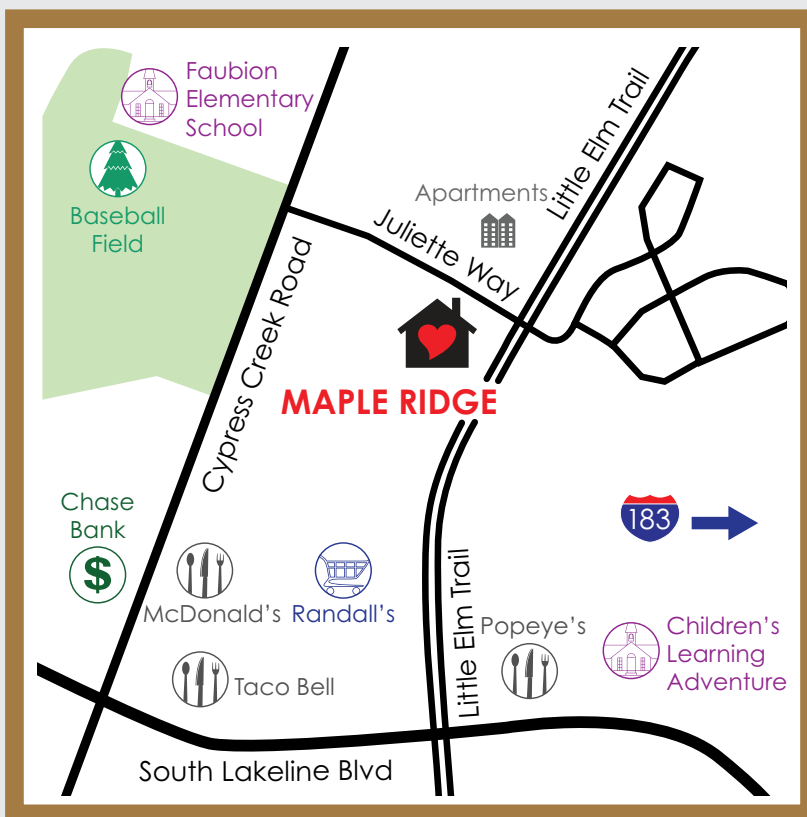 Faubion
Elementary
School
Baseball
Field
Apartments
Little Elm Trail
Juliette Way
Cypress Creek Road
MAPLE RIDGE
Chase
Bank
$
183
McDonald's
Randall's
Little Elm Trail
Popeye's
Children's
Learning
Adventure
Taco Bell
South Lakeline Blvd